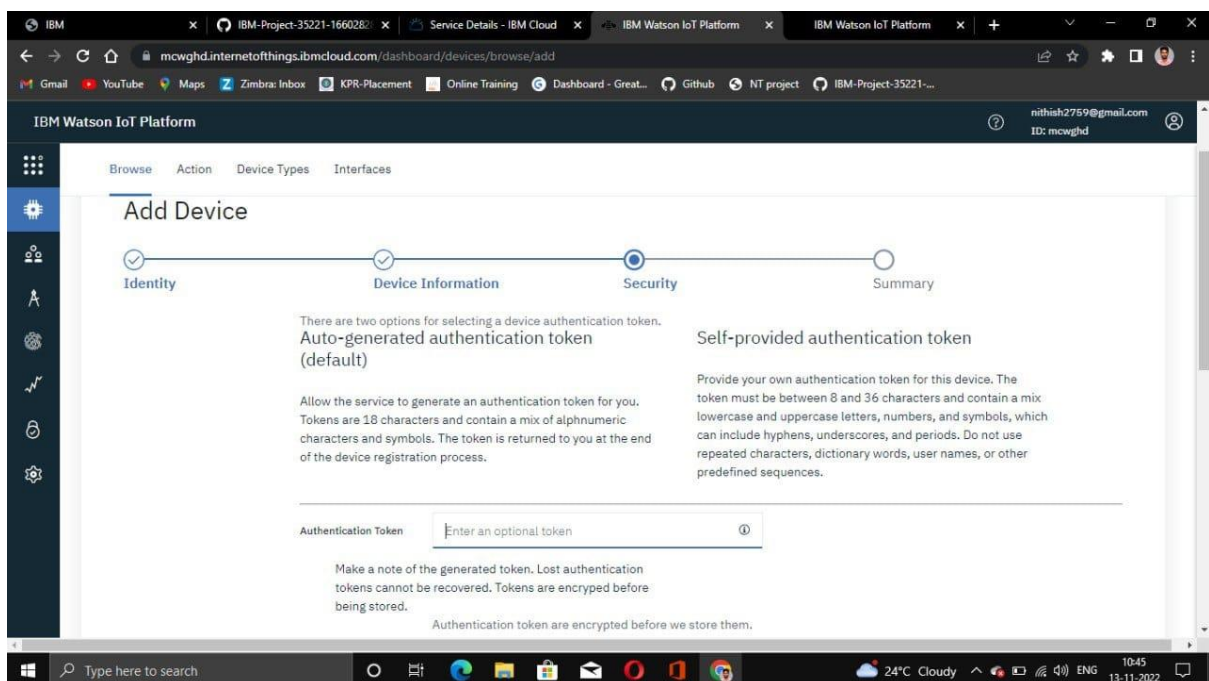 IBM
IBM-Project-35221-1660282
Service Details - IBM Cloud
IBM Watson IoT Platform
IBM Watson IoT Platform
mcwghd.internetofthings.ibmcloud.com/dashboard/devices/browse/add
Gmail
YouTube
Maps
Zimbra: Inbox
KPR-Placement
Online Training
Dashboard - Great...
Github
NT project
IBM-Project-35221-...
IBM Watson IoT Platform
nithish2759@gmail.com
ID: mcwghd
Browse
Action
Device Types
Interfaces
Add Device
Identity
Device Information
Security
Summary
There are two options for selecting a device authentication token.
Auto-generated authentication token
(default)
Allow the service to generate an authentication token for you.
Tokens are 18 characters and contain a mix of alphnumeric
characters and symbols. The token is returned to you at the end
of the device registration process.
Self-provided authentication token
Provide your own authentication token for this device. The
token must be between 8 and 36 characters and contain a mix
lowercase and uppercase letters, numbers, and symbols, which
can include hyphens, underscores, and periods. Do not use
repeated characters, dictionary words, user names, or other
predefined sequences.
Authentication Token
Enter an optional token
Make a note of the generated token. Lost authentication
tokens cannot be recovered. Tokens are encryped before
being stored.
Authentication token are encrypted before we store them.
Type here to search
24°C Cloudy
ENG
10:45
13-11-2022